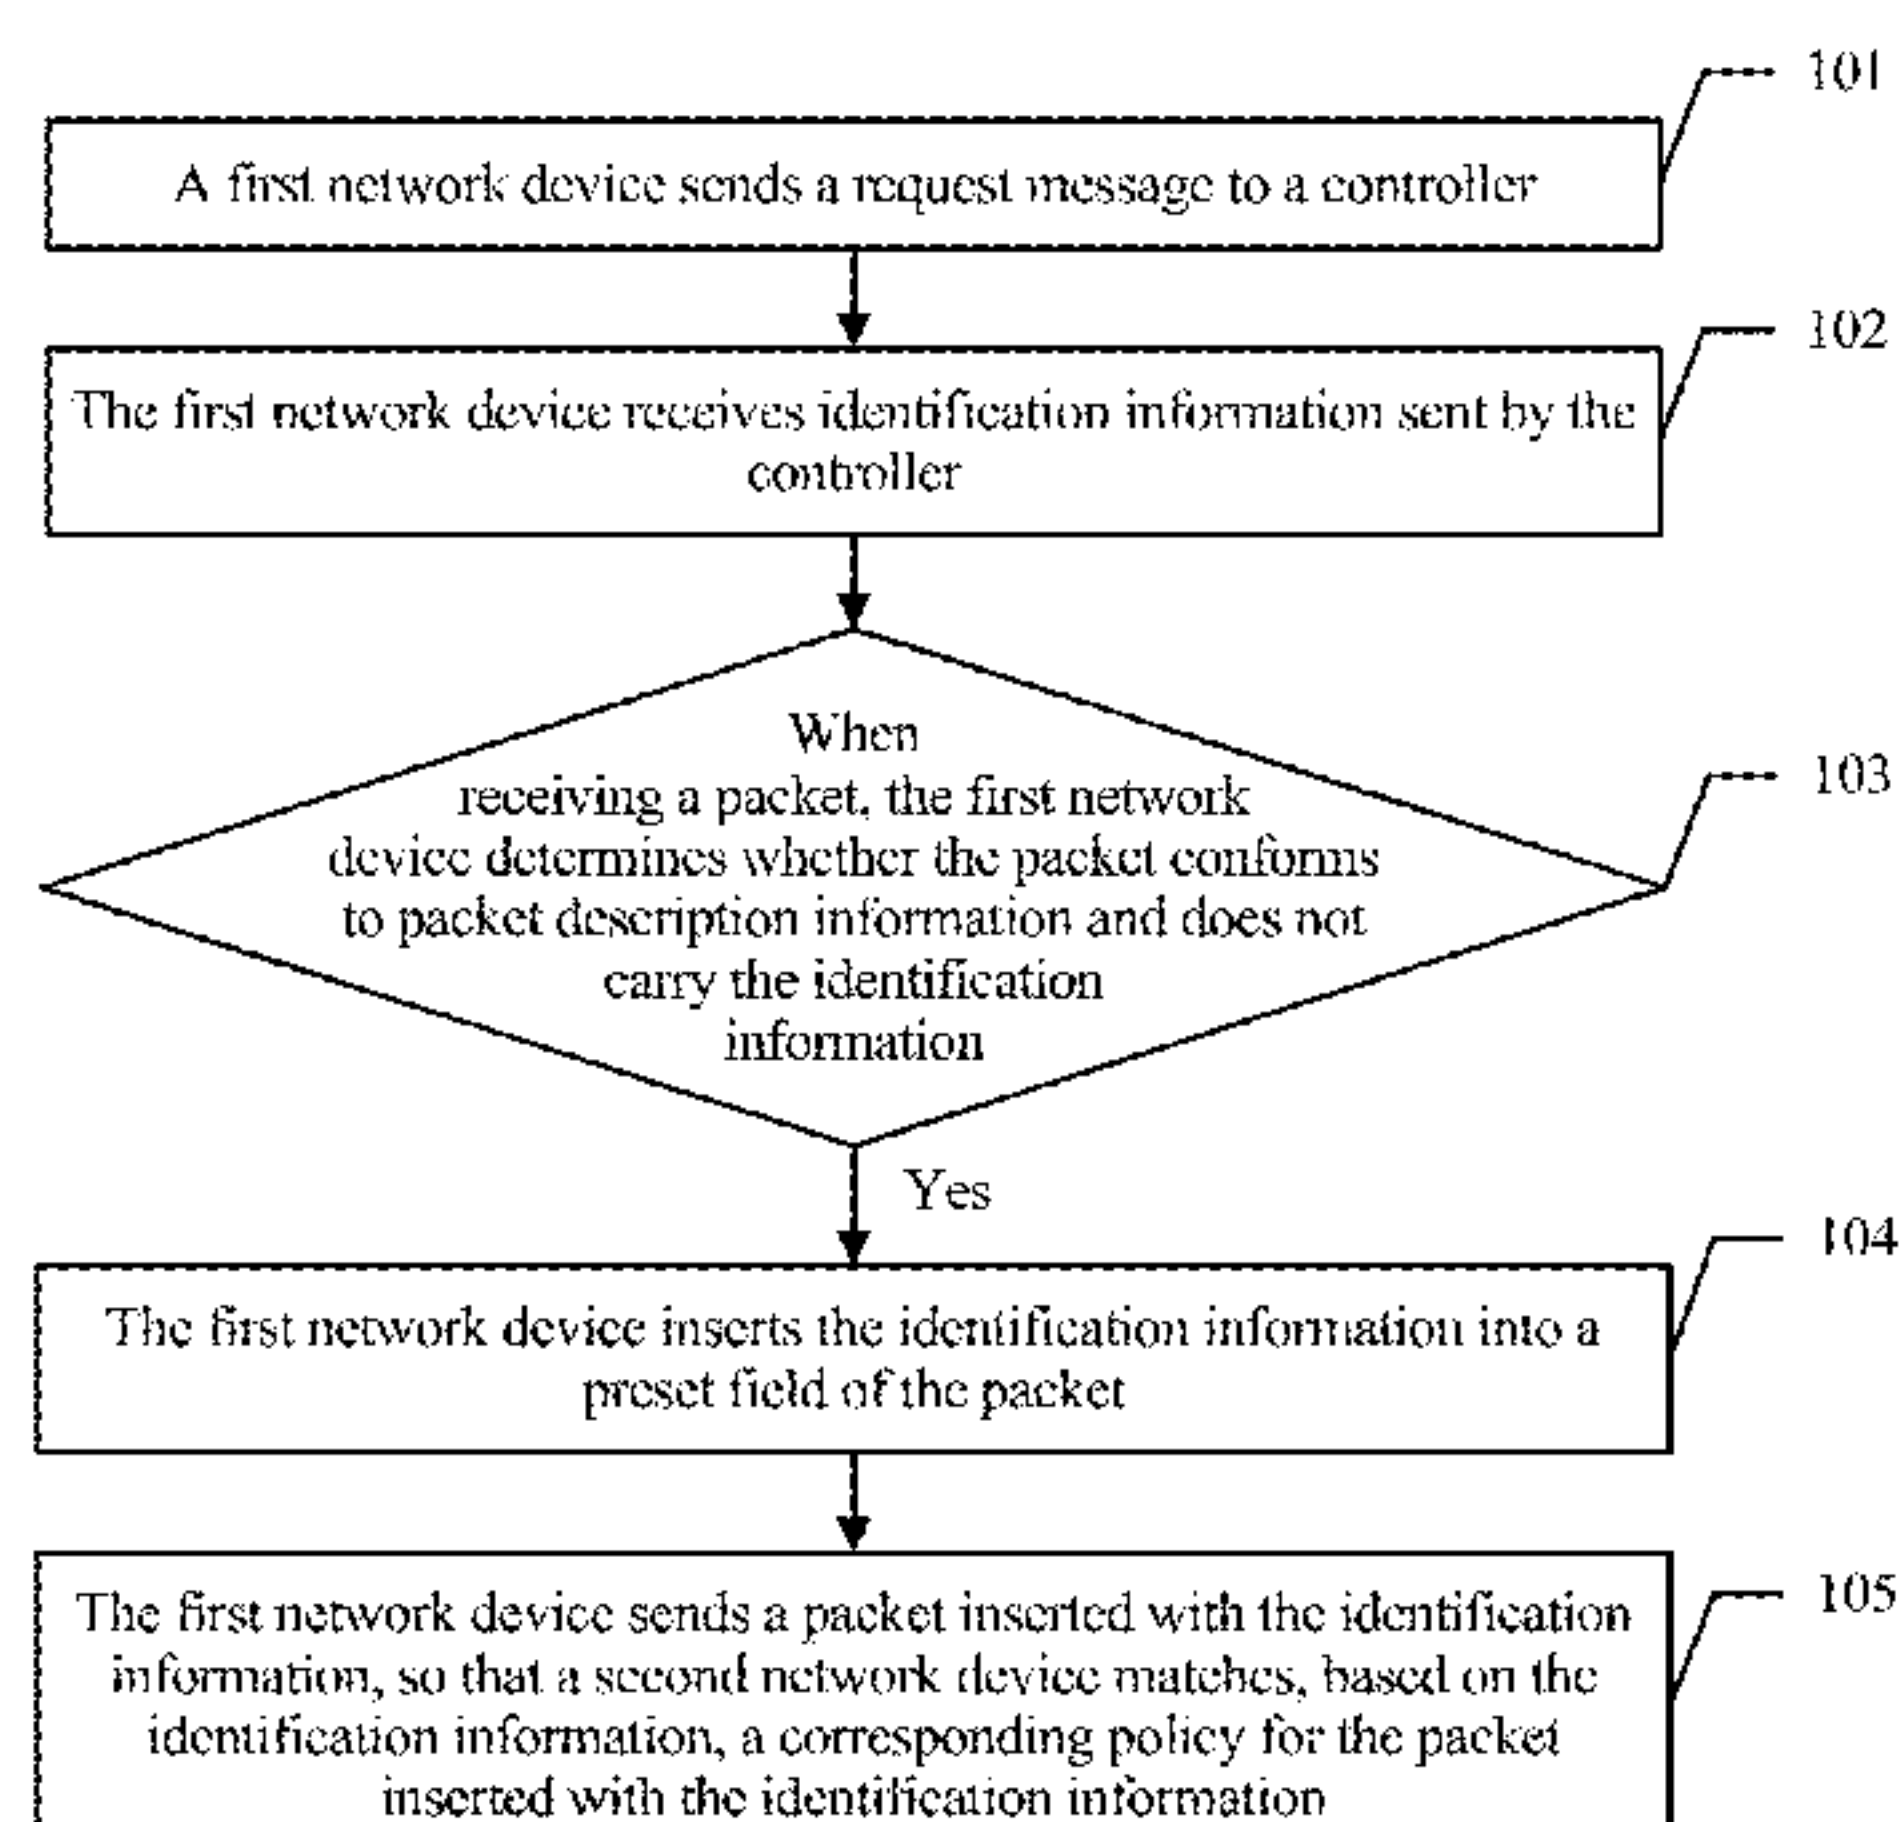 101
A first network device sends a request message to a controller
102
The first network device receives identification information sent by the
controller
When
receiving a packet, the first network
device determines whether the packet conforms
to packet description information and does not
carry the identification
information
103
Yes
104
The first network device inserts the identification information into a
preset field of the packet
105
The first network device sends a packet inserted with the identification
information, so that a second network device matches, based on the
identification information, a corresponding policy for the packet
inserted with the identification information